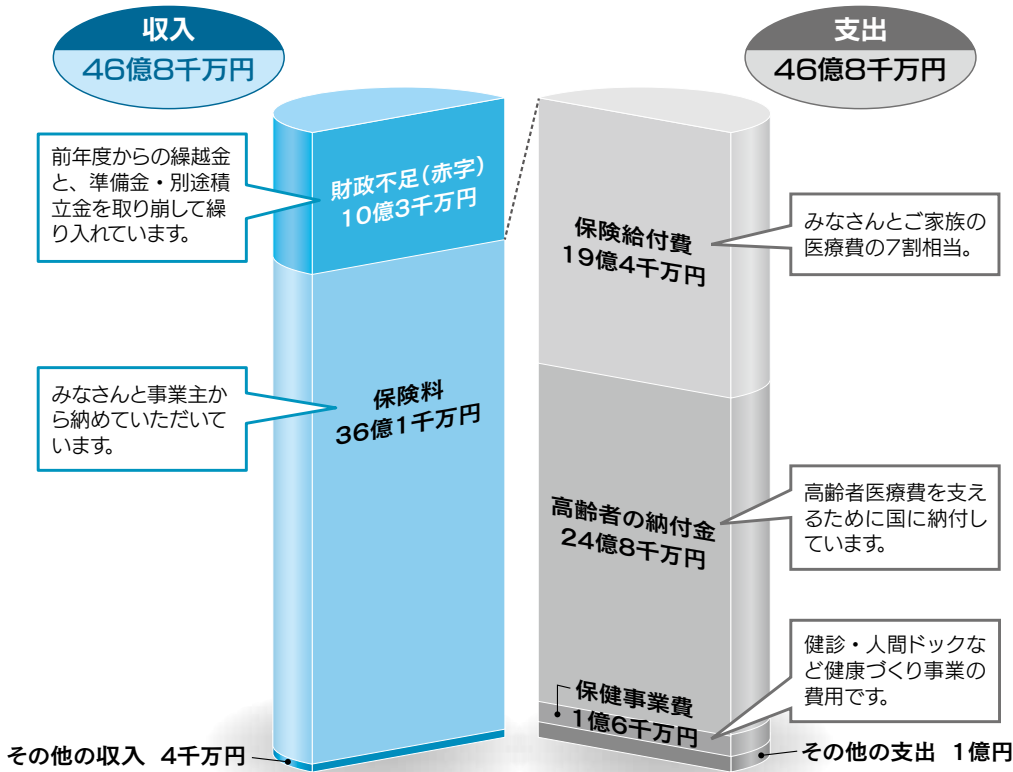 収入
46億8千万円
前年度からの繰越金
と、準備金・別途積
立金を取り崩して繰
り入れています。
財政不足（赤字）
10億3千万円
みなさんと事業主か
ら納めていただいて
います。
保険料
36億1千万円
その他の収入 4千万円
支出
46億8千万円
保険給付費
19億4千万円
みなさんとご家族の
医療費の7割相当。
高齢者の納付金
24億8千万円
高齢者医療費を支え
るために国に納付し
ています。
保健事業費
1億6千万円
健診・人間ドックな
ど健康づくり事業の
費用です。
その他の支出 1億円